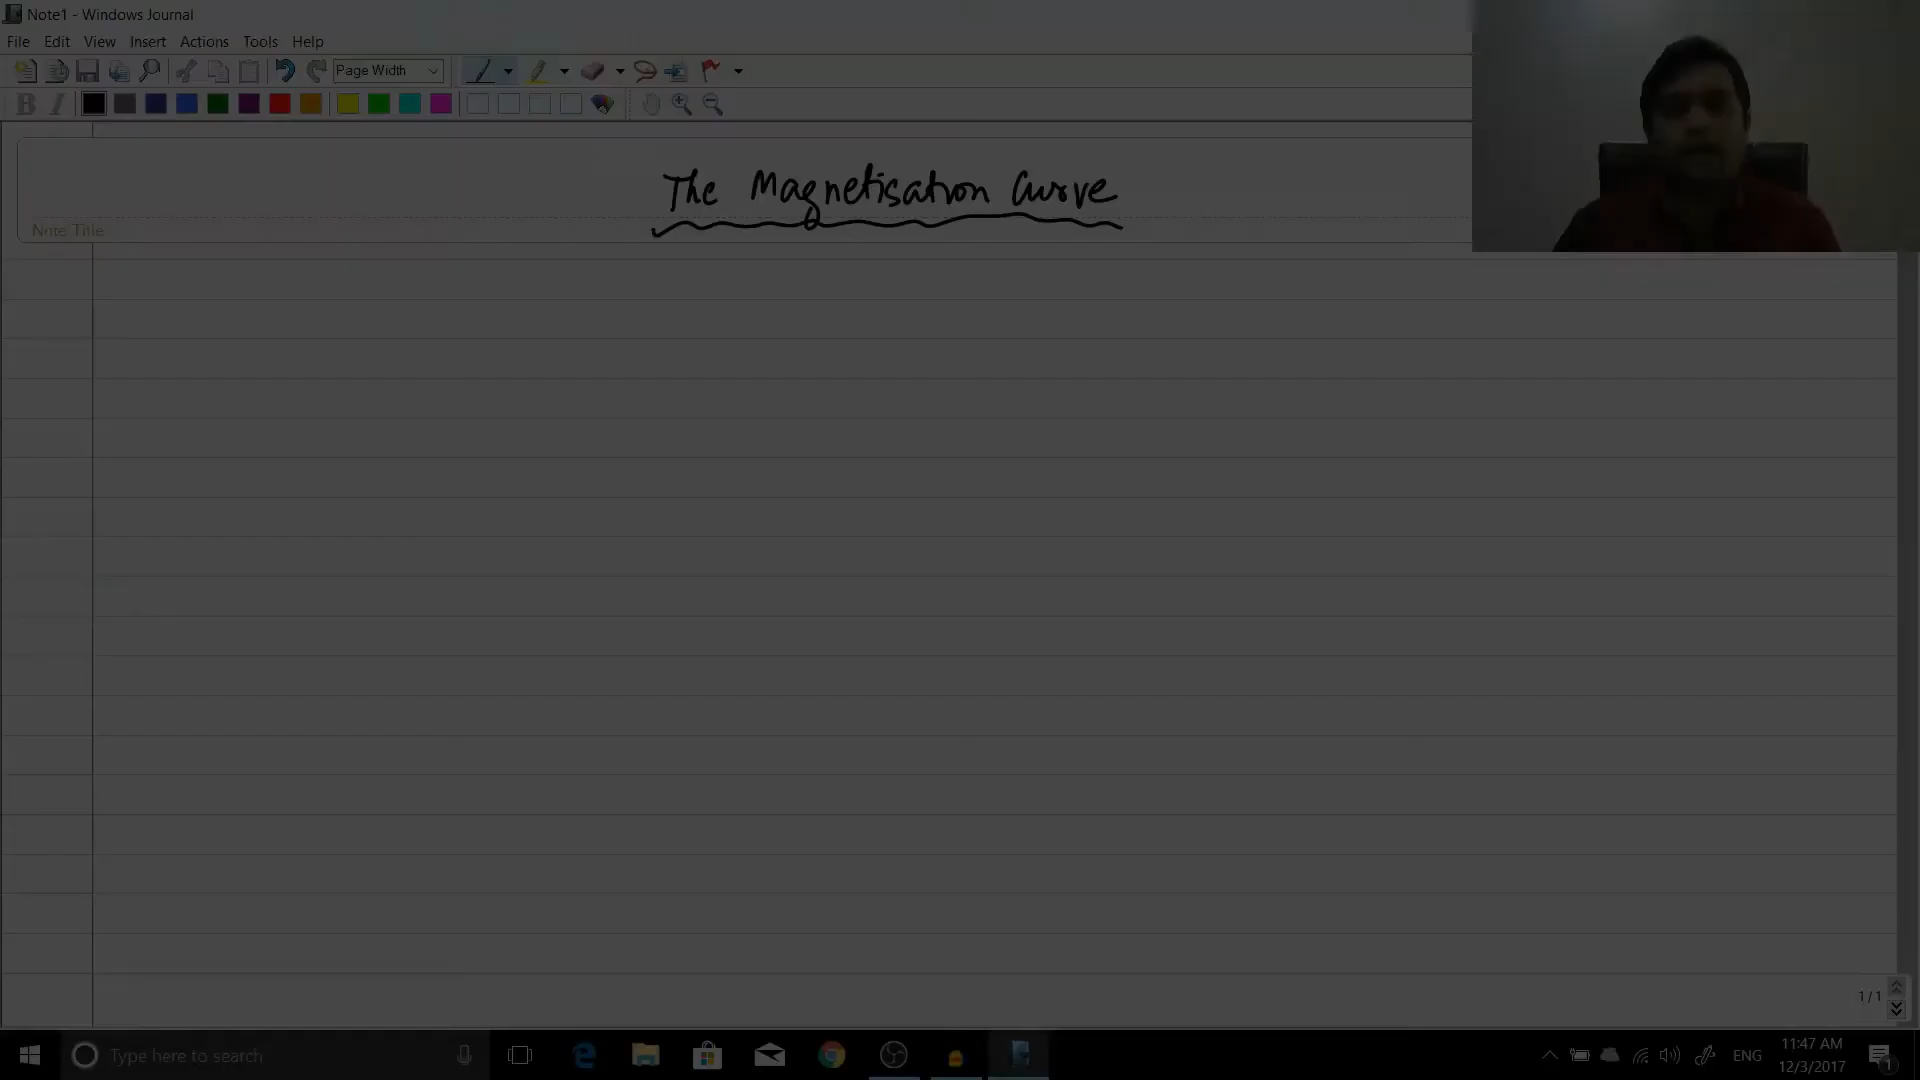 Note1 - Windows Journal
File Edit View Insert Actions Tools Help
Page Width
B I
The Magnetisation Curve
Note Title
1 / 1
Type here to search
ENG
11:47 AM
12/3/2017
1